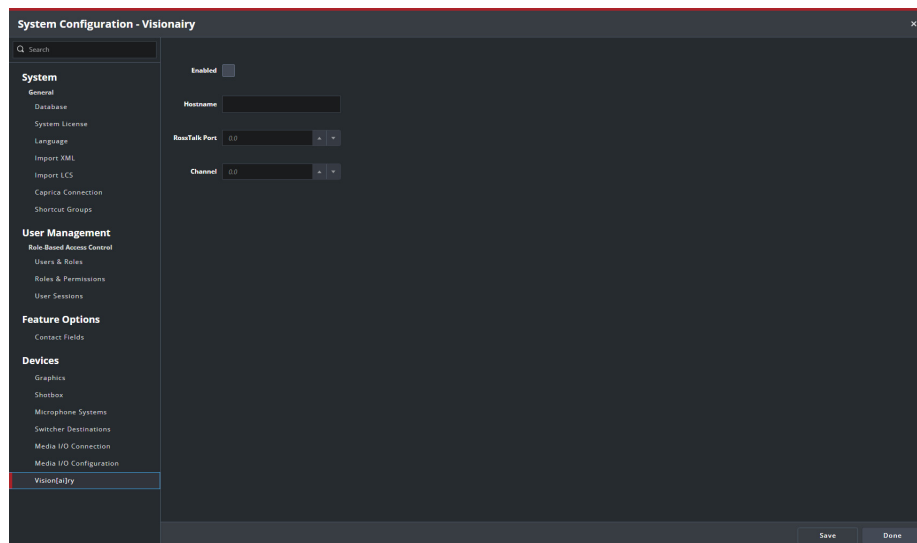 System Configuration - Visionairy
×
Search
System
General
Database
System License
Language
Import XML
Import LCS
Caprica Connection
Shortcut Groups
User Management
Role-Based Access Control
Users & Roles
Roles & Permissions
User Sessions
Feature Options
Contact Fields
Devices
Graphics
Shotbox
Microphone Systems
Switcher Destinations
Media I/O Connection
Media I/O Configuration
Vision[ai]ry
Enabled
Hostname
RossTalk Port 0.0
Channel 0.0
Save Done